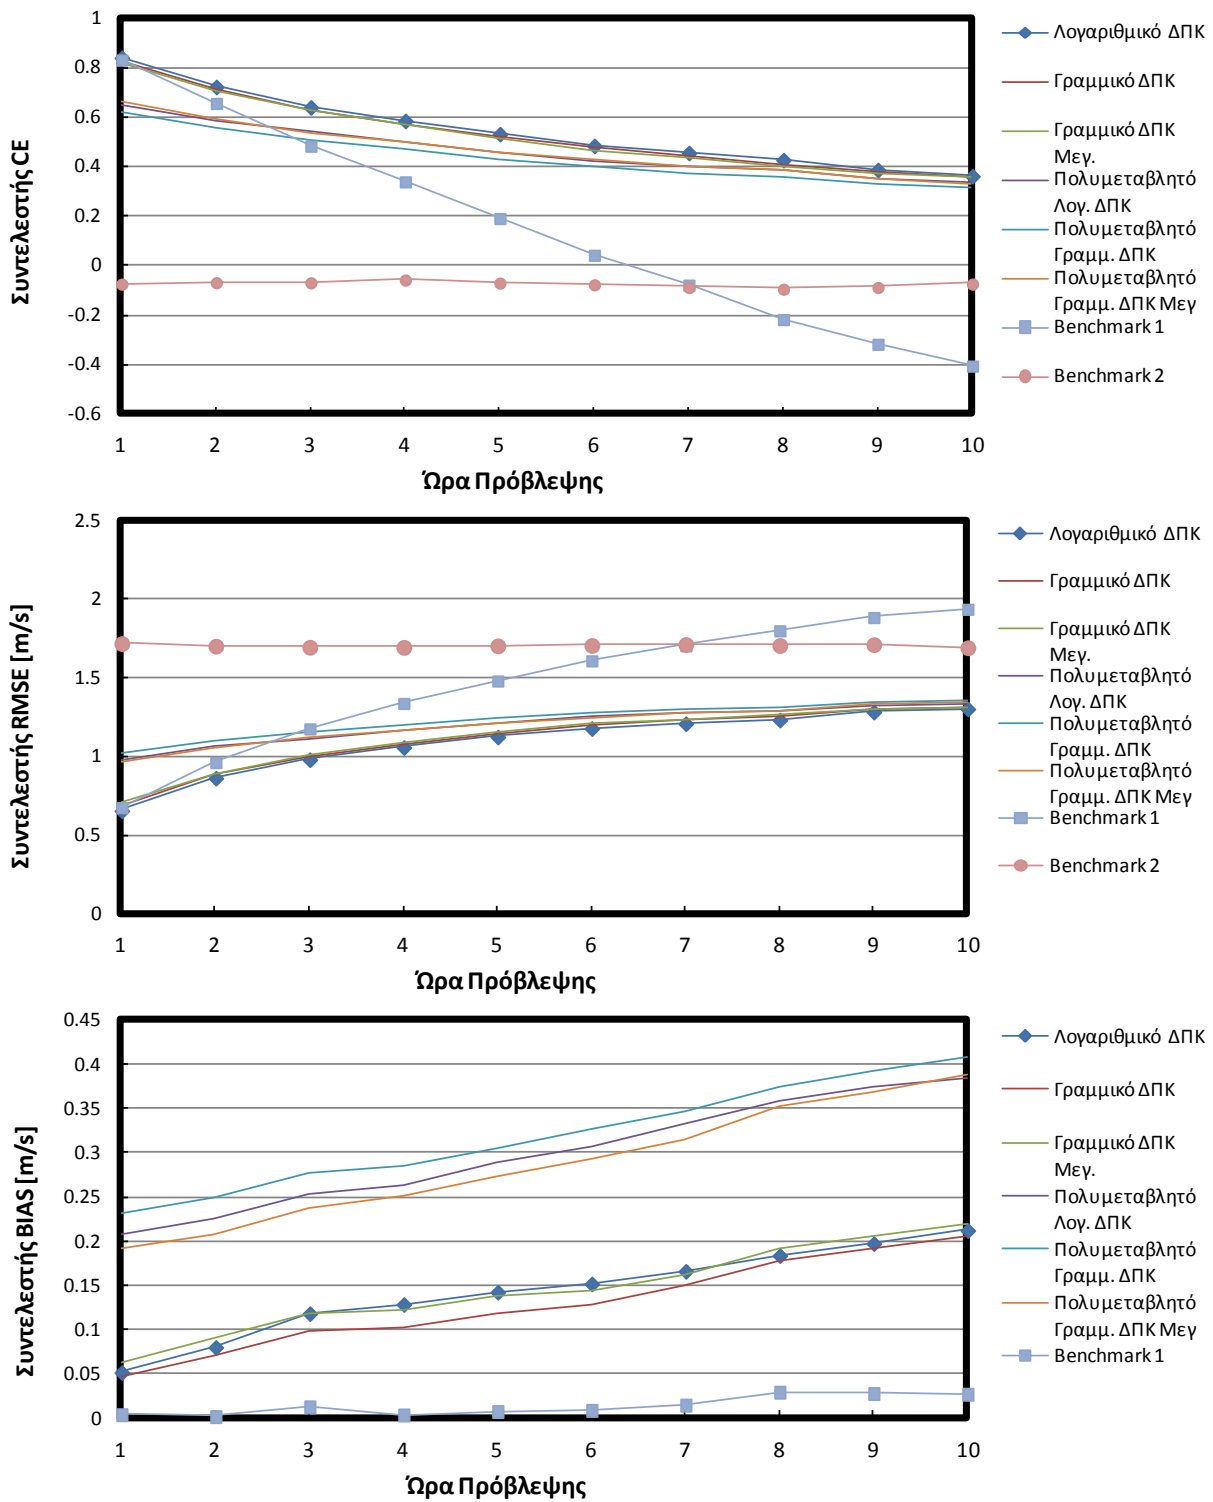 1
0.8
0.6
0.4
0.2
0
-0.2
-0.4
-0.6
Συντελεστής CE
1 2 3 4 5 6 7 8 9 10
Ώρα Πρόβλεψης
Λογαριθμικό ΔΠΚ
Γραμμικό ΔΠΚ
Γραμμικό ΔΠΚ
Μεγ.
Πολυμεταβλητό
Λογ. ΔΠΚ
Πολυμεταβλητό
Γραμμ. ΔΠΚ
Πολυμεταβλητό
Γραμμ. ΔΠΚ Μεγ
Benchmark 1
Benchmark 2
2.5
2
1.5
1
0.5
0
Συντελεστής RMSE [m/s]
1 2 3 4 5 6 7 8 9 10
Ώρα Πρόβλεψης
Λογαριθμικό ΔΠΚ
Γραμμικό ΔΠΚ
Γραμμικό ΔΠΚ
Μεγ.
Πολυμεταβλητό
Λογ. ΔΠΚ
Πολυμεταβλητό
Γραμμ. ΔΠΚ
Πολυμεταβλητό
Γραμμ. ΔΠΚ Μεγ
Benchmark 1
Benchmark 2
0.45
0.4
0.35
0.3
0.25
0.2
0.15
0.1
0.05
0
Συντελεστής BIAS [m/s]
1 2 3 4 5 6 7 8 9 10
Ώρα Πρόβλεψης
Λογαριθμικό ΔΠΚ
Γραμμικό ΔΠΚ
Γραμμικό ΔΠΚ
Μεγ.
Πολυμεταβλητό
Λογ. ΔΠΚ
Πολυμεταβλητό
Γραμμ. ΔΠΚ
Πολυμεταβλητό
Γραμμ. ΔΠΚ Μεγ
Benchmark 1